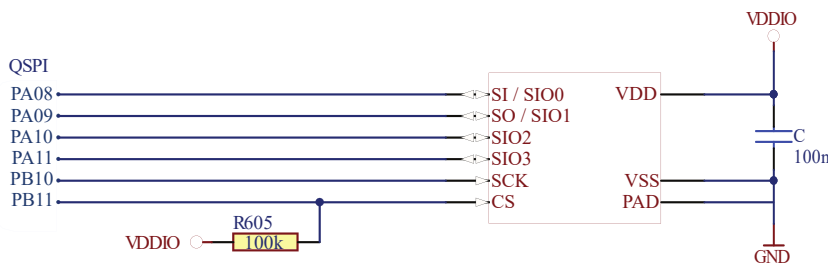 VDDIO
QSPI
PA08 SI / SIO0 VDD
PA09 SO / SIO1
PA10 SIO2 C
PA11 SIO3 100n
PB10 SCK VSS
PB11 CS PAD
R605
VDDIO 100k
GND